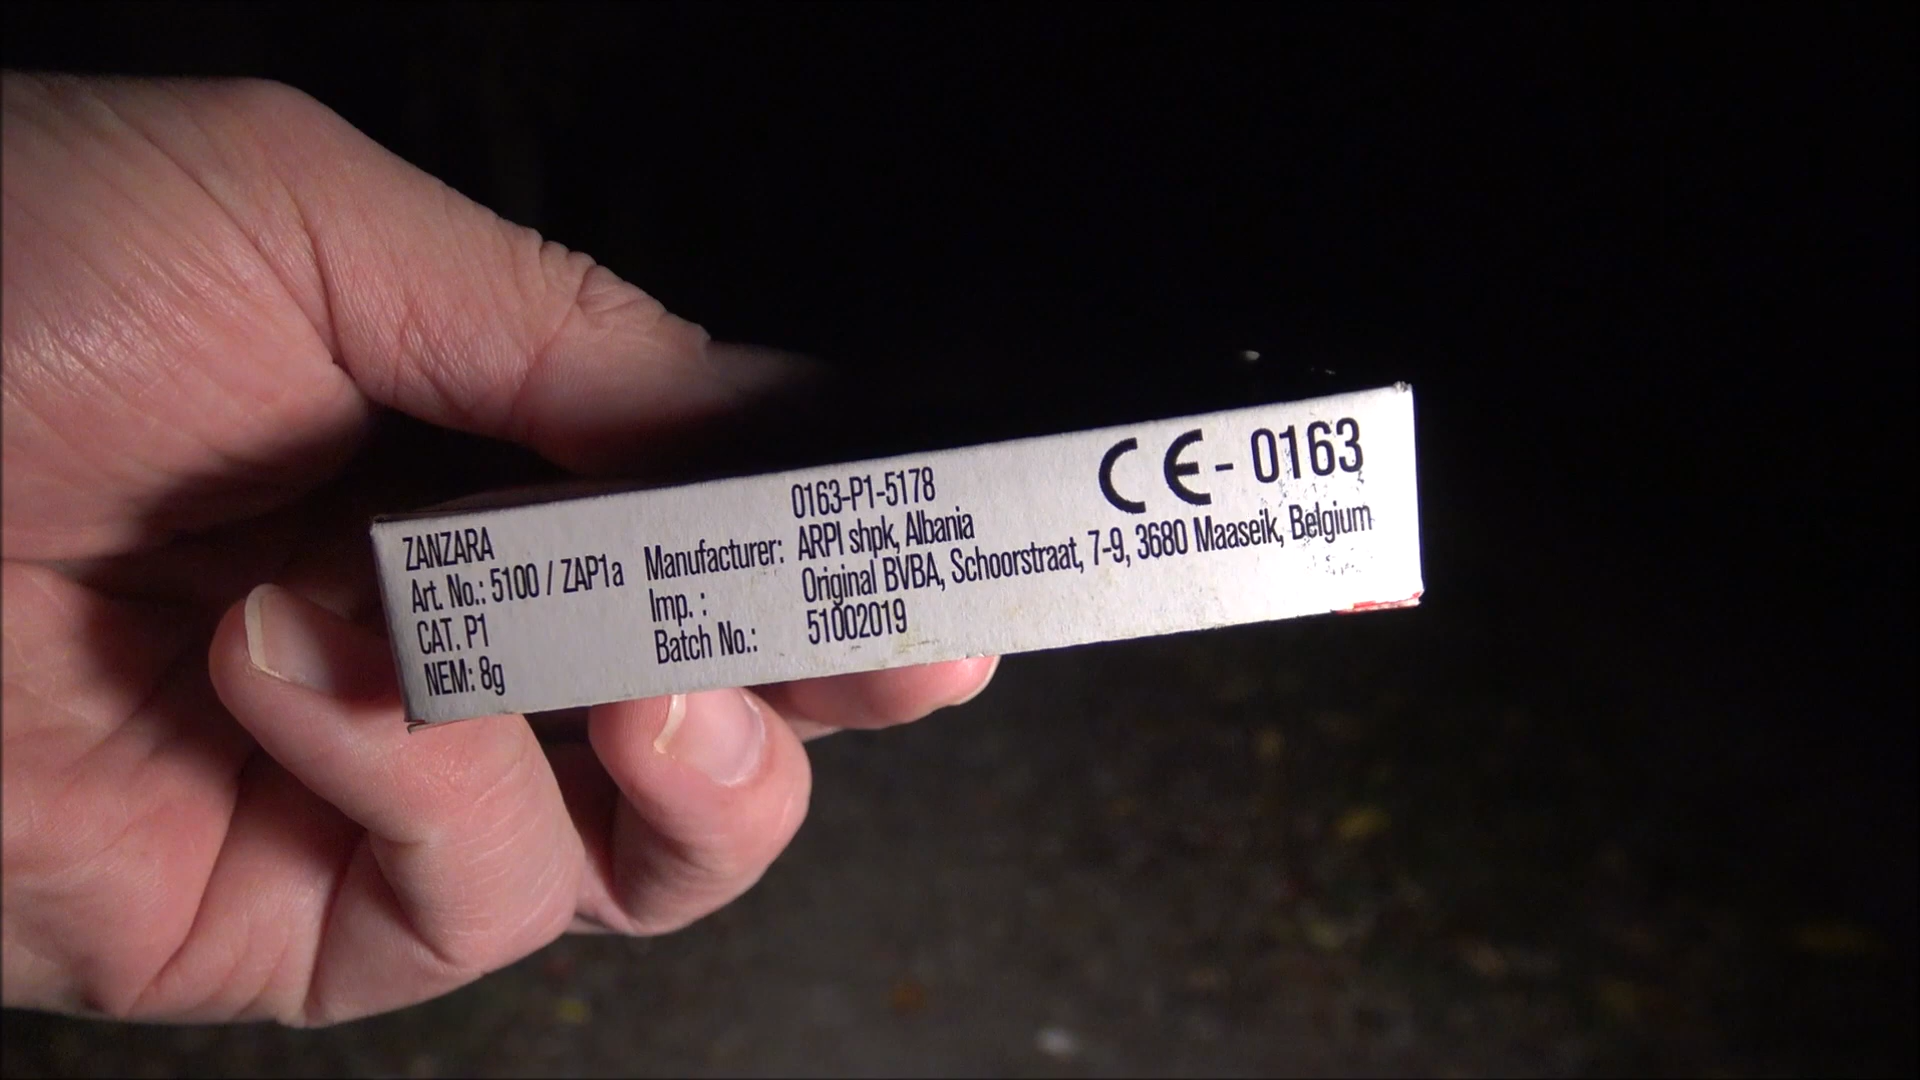 ZANZARA
Art. No.: 5100 / ZAP1a
CAT. P1
NEM: 8g
0163-P1-5178
Manufacturer: ARPI shpk, Albania
Imp. : Original BVBA, Schoorstraat, 7-9, 3680 Maaseik, Belgium
Batch No.: 51002019
CE - 0163